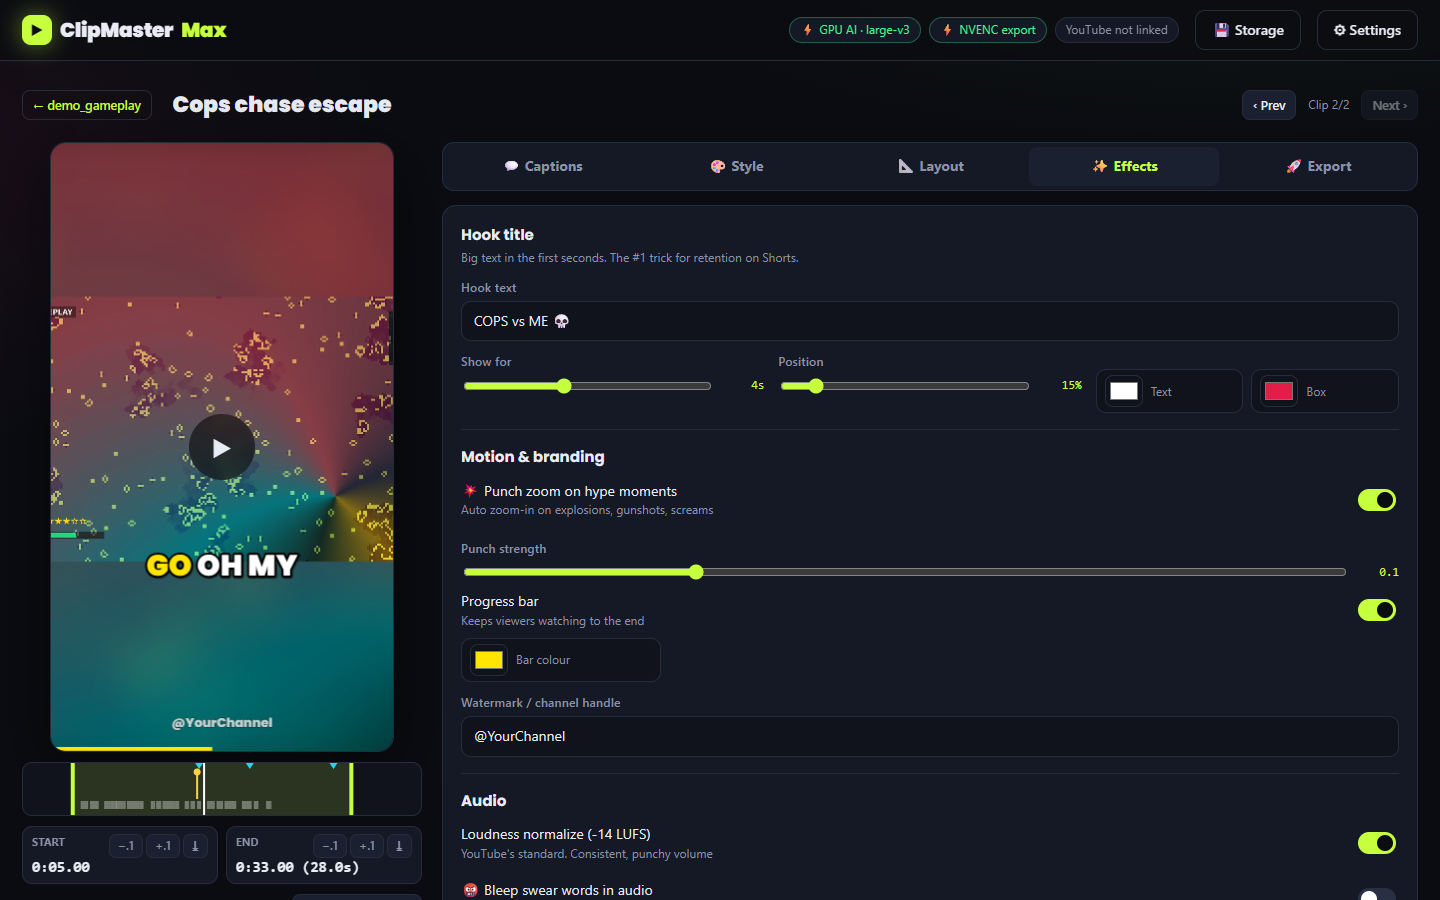 ClipMaster Max
GPU AI · large-v3
NVENC export
YouTube not linked
Storage
Settings
← demo_gameplay
Cops chase escape
‹ Prev
Clip 2/2
Next ›
PLAY
GO OH MY
@YourChannel
START
−.1
+.1
0:05.00
END
−.1
+.1
0:33.00 (28.0s)
Captions
Style
Layout
Effects
Export
Hook title
Big text in the first seconds. The #1 trick for retention on Shorts.
Hook text
COPS vs ME 💀
Show for
4s
Position
15%
Text
Box
Motion & branding
Punch zoom on hype moments
Auto zoom-in on explosions, gunshots, screams
Punch strength
0.1
Progress bar
Keeps viewers watching to the end
Bar colour
Watermark / channel handle
@YourChannel
Audio
Loudness normalize (-14 LUFS)
YouTube's standard. Consistent, punchy volume
Bleep swear words in audio